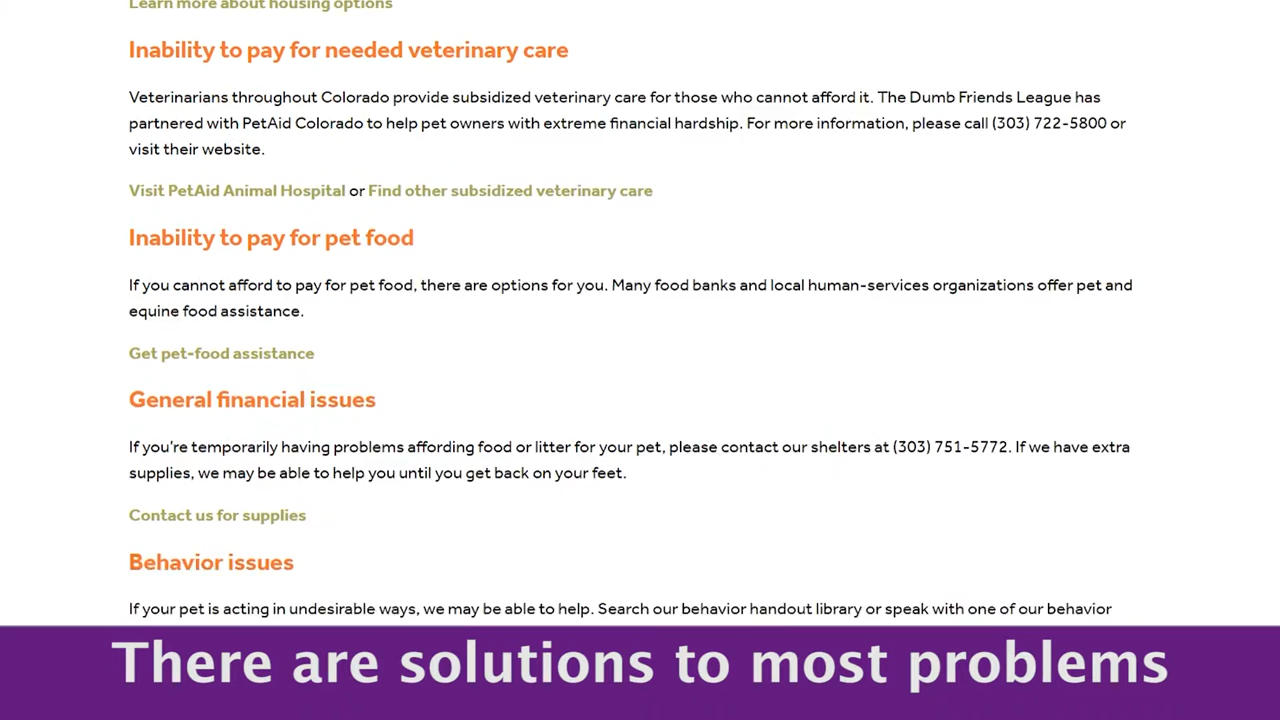 Learn more about housing options
Inability to pay for needed veterinary care
Veterinarians throughout Colorado provide subsidized veterinary care for those who cannot afford it. The Dumb Friends League has
partnered with PetAid Colorado to help pet owners with extreme financial hardship. For more information, please call (303) 722-5800 or
visit their website.
Visit PetAid Animal Hospital or Find other subsidized veterinary care
Inability to pay for pet food
If you cannot afford to pay for pet food, there are options for you. Many food banks and local human-services organizations offer pet and
equine food assistance.
Get pet-food assistance
General financial issues
If you're temporarily having problems affording food or litter for your pet, please contact our shelters at (303) 751-5772. If we have extra
supplies, we may be able to help you until you get back on your feet.
Contact us for supplies
Behavior issues
If your pet is acting in undesirable ways, we may be able to help. Search our behavior handout library or speak with one of our behavior
There are solutions to most problems